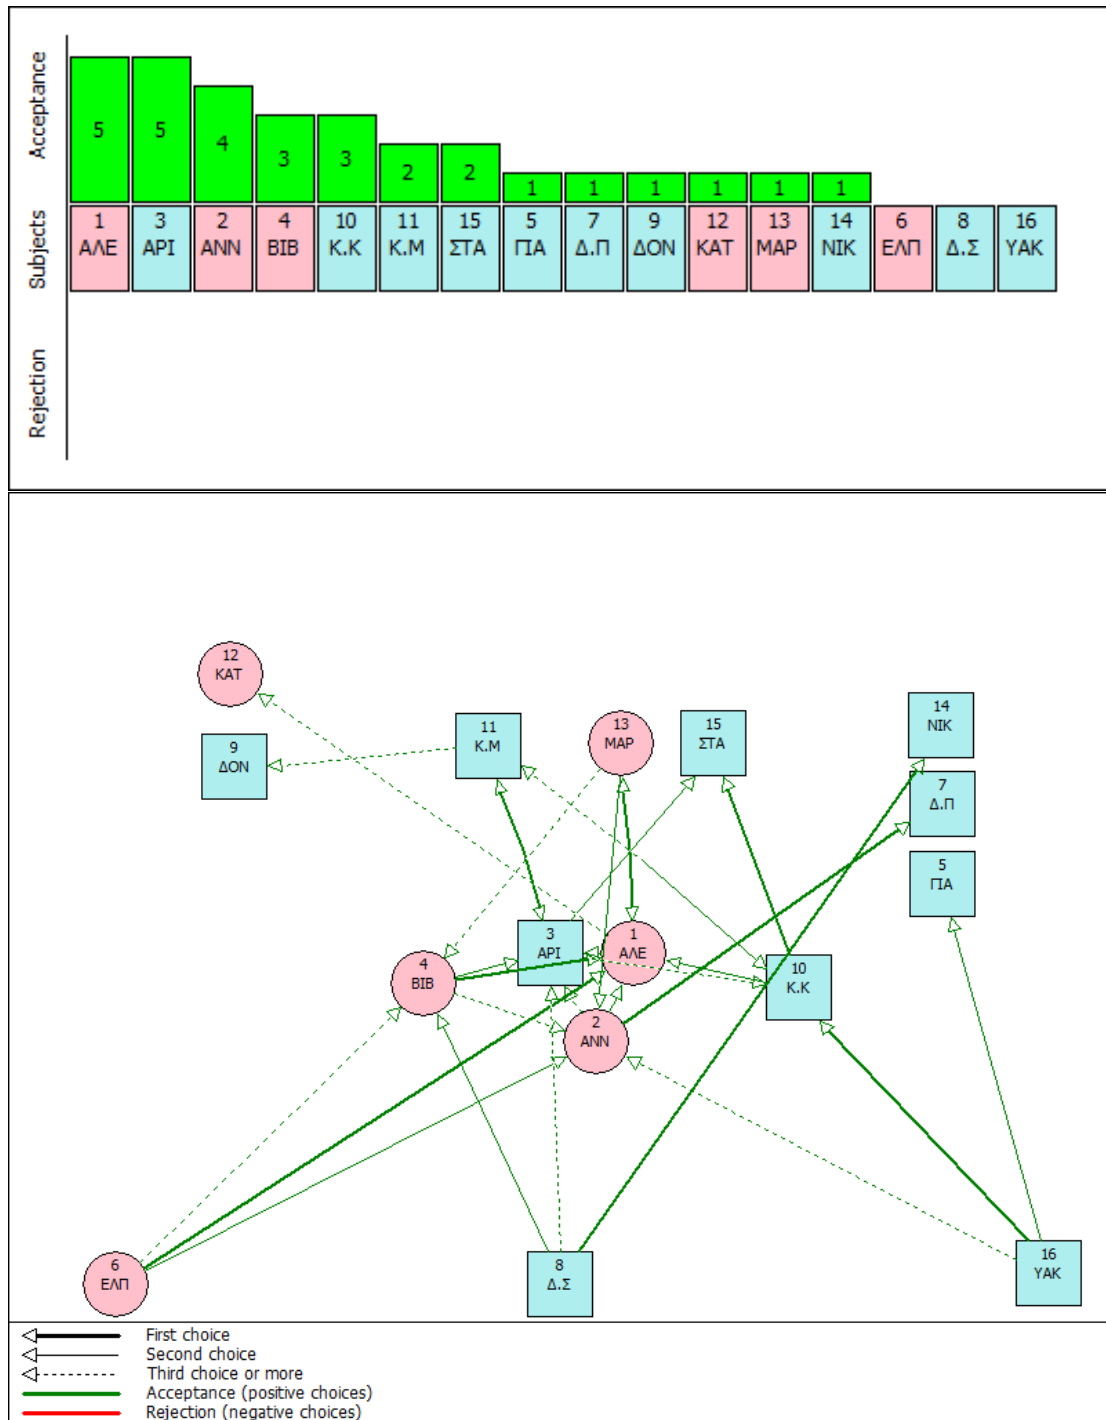 Acceptance
5 5 4 3 3 2 2 1 1 1 1 1 1
Subjects
1 3 2 4 10 11 15 5 7 9 12 13 14 6 8 16
ΑΛΕ ΑΡΙ ΑΝΝ ΒΙΒ Κ.Κ Κ.Μ ΣΤΑ ΓΙΑ Δ.Π ΔΟΝ ΚΑΤ ΜΑΡ ΝΙΚ ΕΛΠ Δ.Σ ΥΑΚ
Rejection
12
ΚΑΤ
9
ΔΟΝ
11
Κ.Μ
13
ΜΑΡ
15
ΣΤΑ
14
ΝΙΚ
7
Δ.Π
5
ΓΙΑ
3
ΑΡΙ
1
ΑΛΕ
4
ΒΙΒ
10
Κ.Κ
2
ΑΝΝ
6
ΕΛΠ
8
Δ.Σ
16
ΥΑΚ
First choice
Second choice
Third choice or more
Acceptance (positive choices)
Rejection (negative choices)